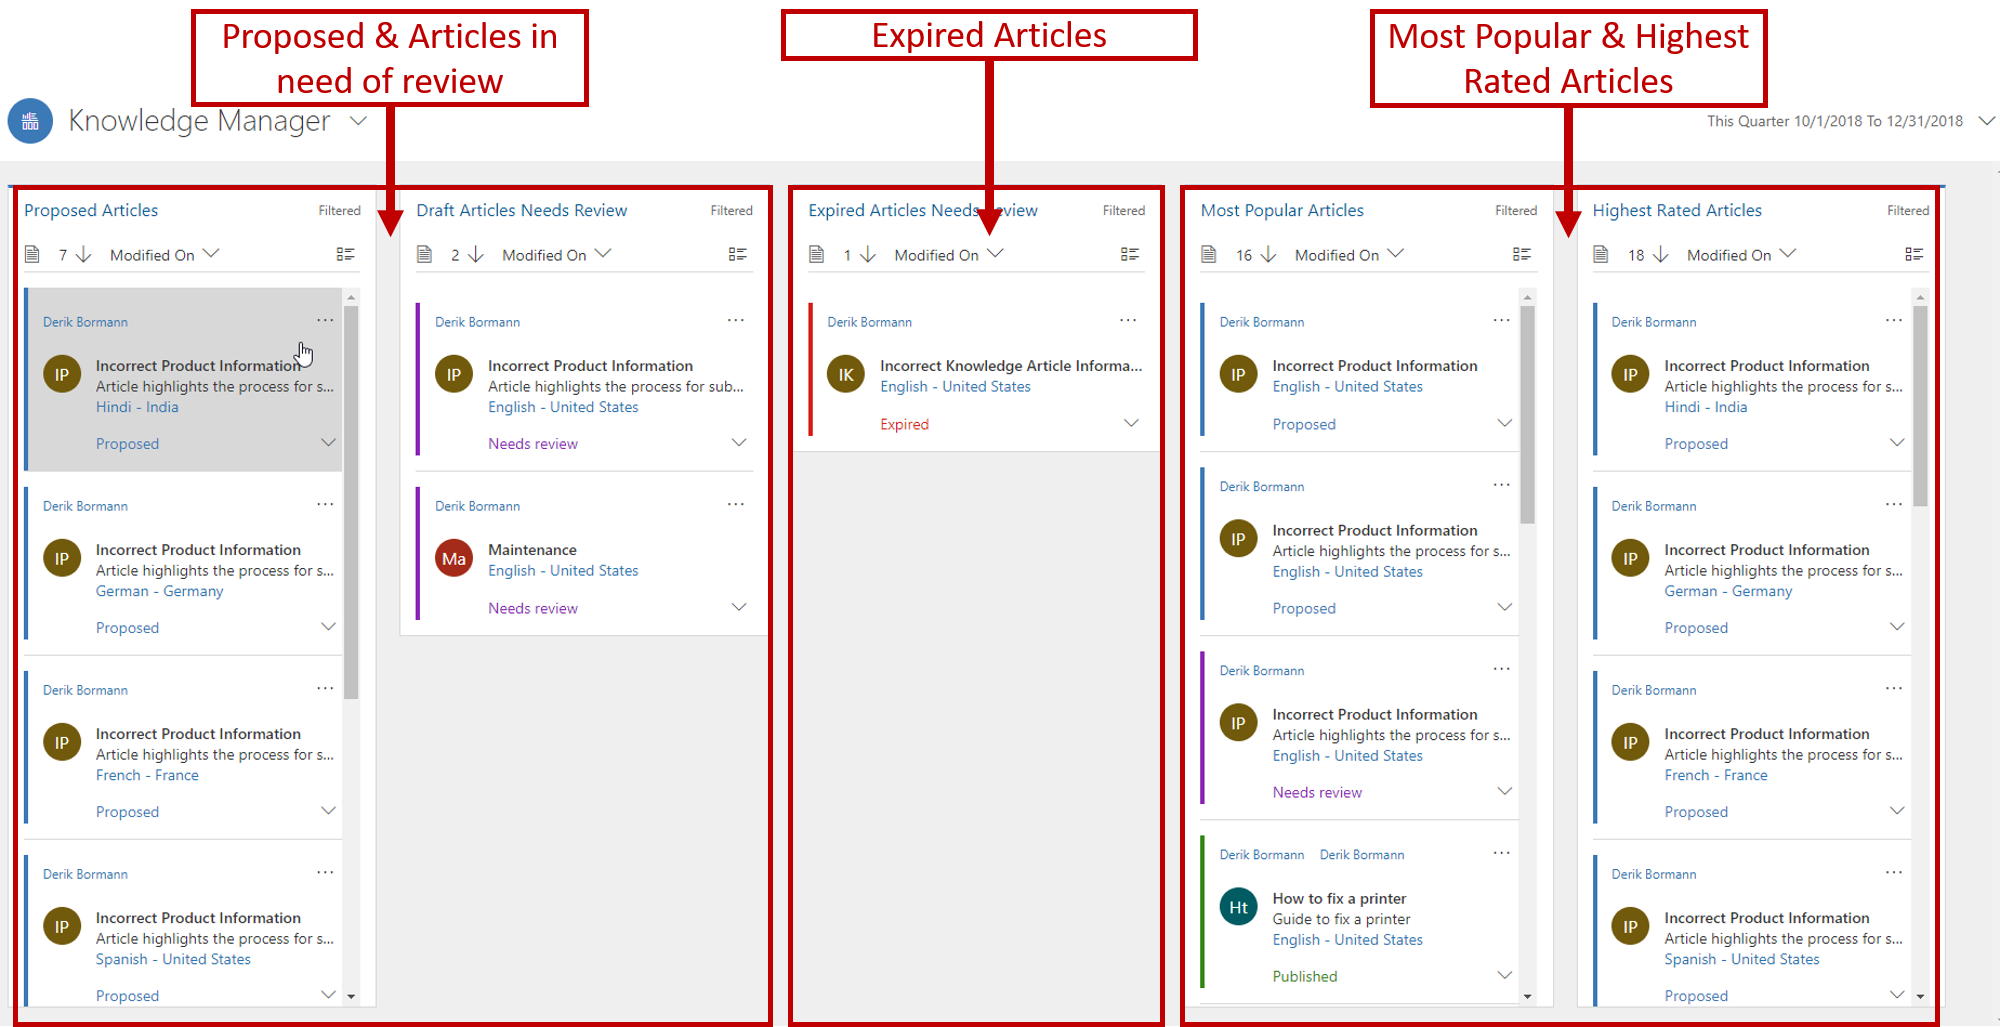 Proposed & Articles in
need of review
Expired Articles
Most Popular & Highest
Rated Articles
Knowledge Manager
This Quarter 10/1/2018 To 12/31/2018
Proposed Articles
Filtered
7
Modified On
Derik Bormann
IP
Incorrect Product Information
Article highlights the process for s...
Hindi - India
Proposed
Derik Bormann
IP
Incorrect Product Information
Article highlights the process for s...
German - Germany
Proposed
Derik Bormann
IP
Incorrect Product Information
Article highlights the process for s...
French - France
Proposed
Derik Bormann
IP
Incorrect Product Information
Article highlights the process for s...
Spanish - United States
Proposed
Draft Articles Needs Review
Filtered
2
Modified On
Derik Bormann
IP
Incorrect Product Information
Article highlights the process for sub...
English - United States
Needs review
Derik Bormann
Ma
Maintenance
English - United States
Needs review
Expired Articles Needs Review
Filtered
1
Modified On
Derik Bormann
IK
Incorrect Knowledge Article Informa...
English - United States
Expired
Most Popular Articles
Filtered
16
Modified On
Derik Bormann
IP
Incorrect Product Information
English - United States
Proposed
Derik Bormann
IP
Incorrect Product Information
Article highlights the process for s...
English - United States
Proposed
Derik Bormann
IP
Incorrect Product Information
Article highlights the process for s...
English - United States
Needs review
Derik Bormann Derik Bormann
Ht
How to fix a printer
Guide to fix a printer
English - United States
Published
Highest Rated Articles
Filtered
18
Modified On
Derik Bormann
IP
Incorrect Product Information
Article highlights the process for s...
Hindi - India
Proposed
Derik Bormann
IP
Incorrect Product Information
Article highlights the process for s...
German - Germany
Proposed
Derik Bormann
IP
Incorrect Product Information
Article highlights the process for s...
French - France
Proposed
Derik Bormann
IP
Incorrect Product Information
Article highlights the process for s...
Spanish - United States
Proposed